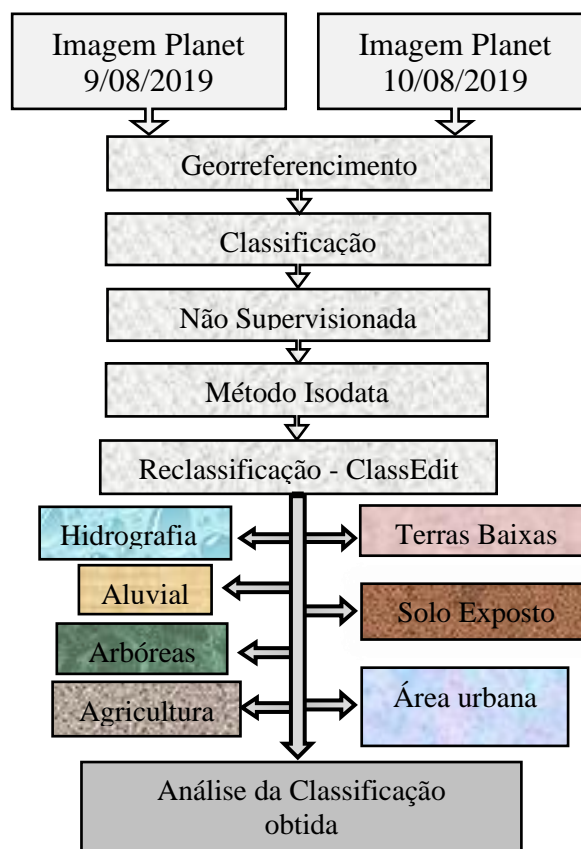 Imagem Planet
9/08/2019
Imagem Planet
10/08/2019
Georreferencimento
Classificação
Não Supervisionada
Método Isodata
Reclassificação - ClassEdit
Hidrografia
Terras Baixas
Aluvial
Solo Exposto
Arbóreas
Agricultura
Área urbana
Análise da Classificação
obtida